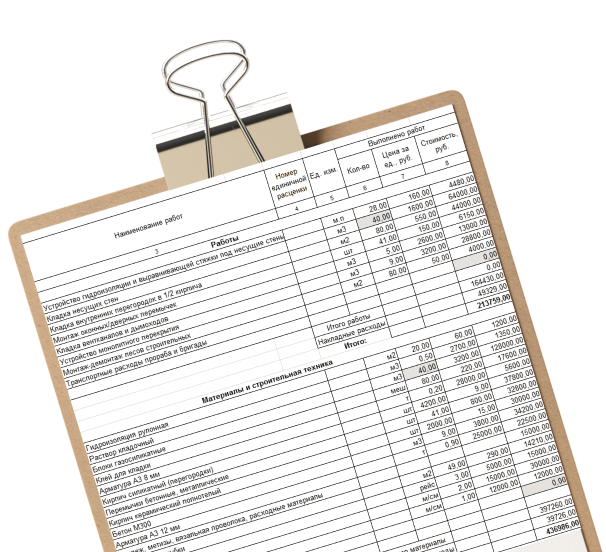 Наименование работ
Номер единичной расценки
Ед. изм.
Выполнено работ
Кол-во
Цена за ед., руб.
Стоимость, руб.
3 4 5 6 7 8
Работы
Устройство гидроизоляции и выравнивающей стяжки под несущие стены м.п 28,00 160,00 4480,00
Кладка несущих стен м3 40,00 1600,00 64000,00
Кладка внутренних перегородок в 1/2 кирпича м2 80,00 550,00 44000,00
Монтаж оконных/дверных перемычек шт 41,00 150,00 6150,00
Кладка вентканалов и дымоходов м3 5,00 2600,00 13000,00
Устройство монолитного перекрытия м3 9,00 3200,00 28800,00
Монтаж-демонтаж лесов строительных м2 80,00 50,00 4000,00
Транспортные расходы прораба и бригады 0,00
0,00
Итого работы 164430,00
Накладные расходы 49329,00
Итого: 213759,00
Материалы и строительная техника
Гидроизоляция рулонная м2 20,00 60,00 1200,00
Раствор кладочный м3 0,50 2700,00 1350,00
Блоки газосиликатные м3 40,00 3200,00 128000,00
Клей для кладки меш 80,00 220,00 17600,00
Арматура А3 8 мм т 0,20 28000,00 5600,00
Кирпич силикатный (перегородки) шт 4200,00 9,00 37800,00
Перемычки бетонные, металлические шт 41,00 800,00 32800,00
Кирпич керамический полнотелый шт 2000,00 15,00 30000,00
Бетон М300 м3 9,00 3800,00 34200,00
Арматура А3 12 мм т 0,90 25000,00 22500,00
метизы, вязальная проволока, расходные материалы 15000,00
м2 49,00 290,00 14210,00
рейс 3,00 5000,00 15000,00
м/см 2,00 15000,00 30000,00
м/см 1,00 12000,00 12000,00
0,00
материалы 397260,00
39726,00
436986,00